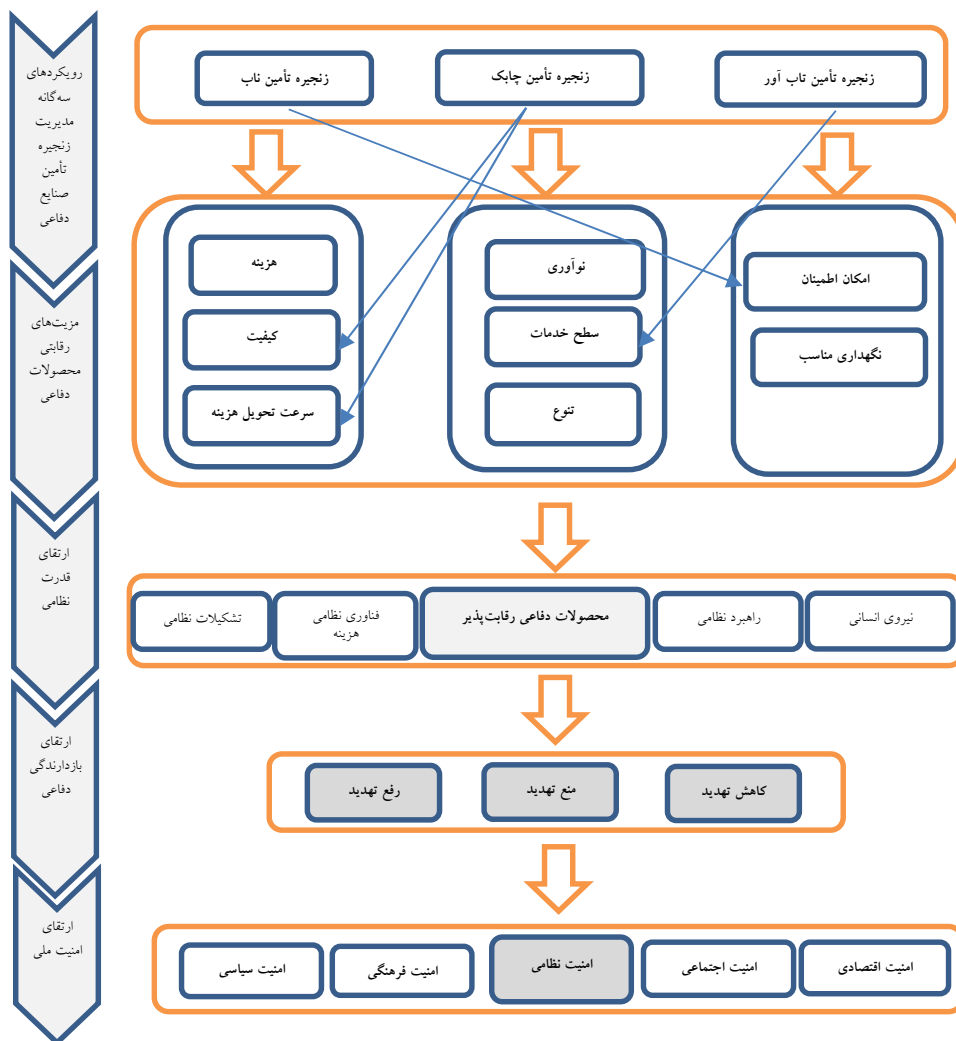 رویکردهای
سه‌گانه
مدیریت
زنجیره
تأمین
صنایع
دفاعی
زنجیره تأمین تاب آور
زنجیره تأمین چابک
زنجیره تأمین ناب
مزیت‌های
رقابتی
محصولات
دفاعی
امکان اطمینان
نگهداری مناسب
نوآوری
سطح خدمات
تنوع
هزینه
کیفیت
سرعت تحویل هزینه
ارتقای
قدرت
نظامی
نیروی انسانی
راهبرد نظامی
محصولات دفاعی رقابت‌پذیر
فناوری نظامی
هزینه
تشکیلات نظامی
ارتقای
بازدارندگی
دفاعی
کاهش تهدید
منع تهدید
رفع تهدید
ارتقای
امنیت ملی
امنیت اقتصادی
امنیت اجتماعی
امنیت نظامی
امنیت فرهنگی
امنیت سیاسی